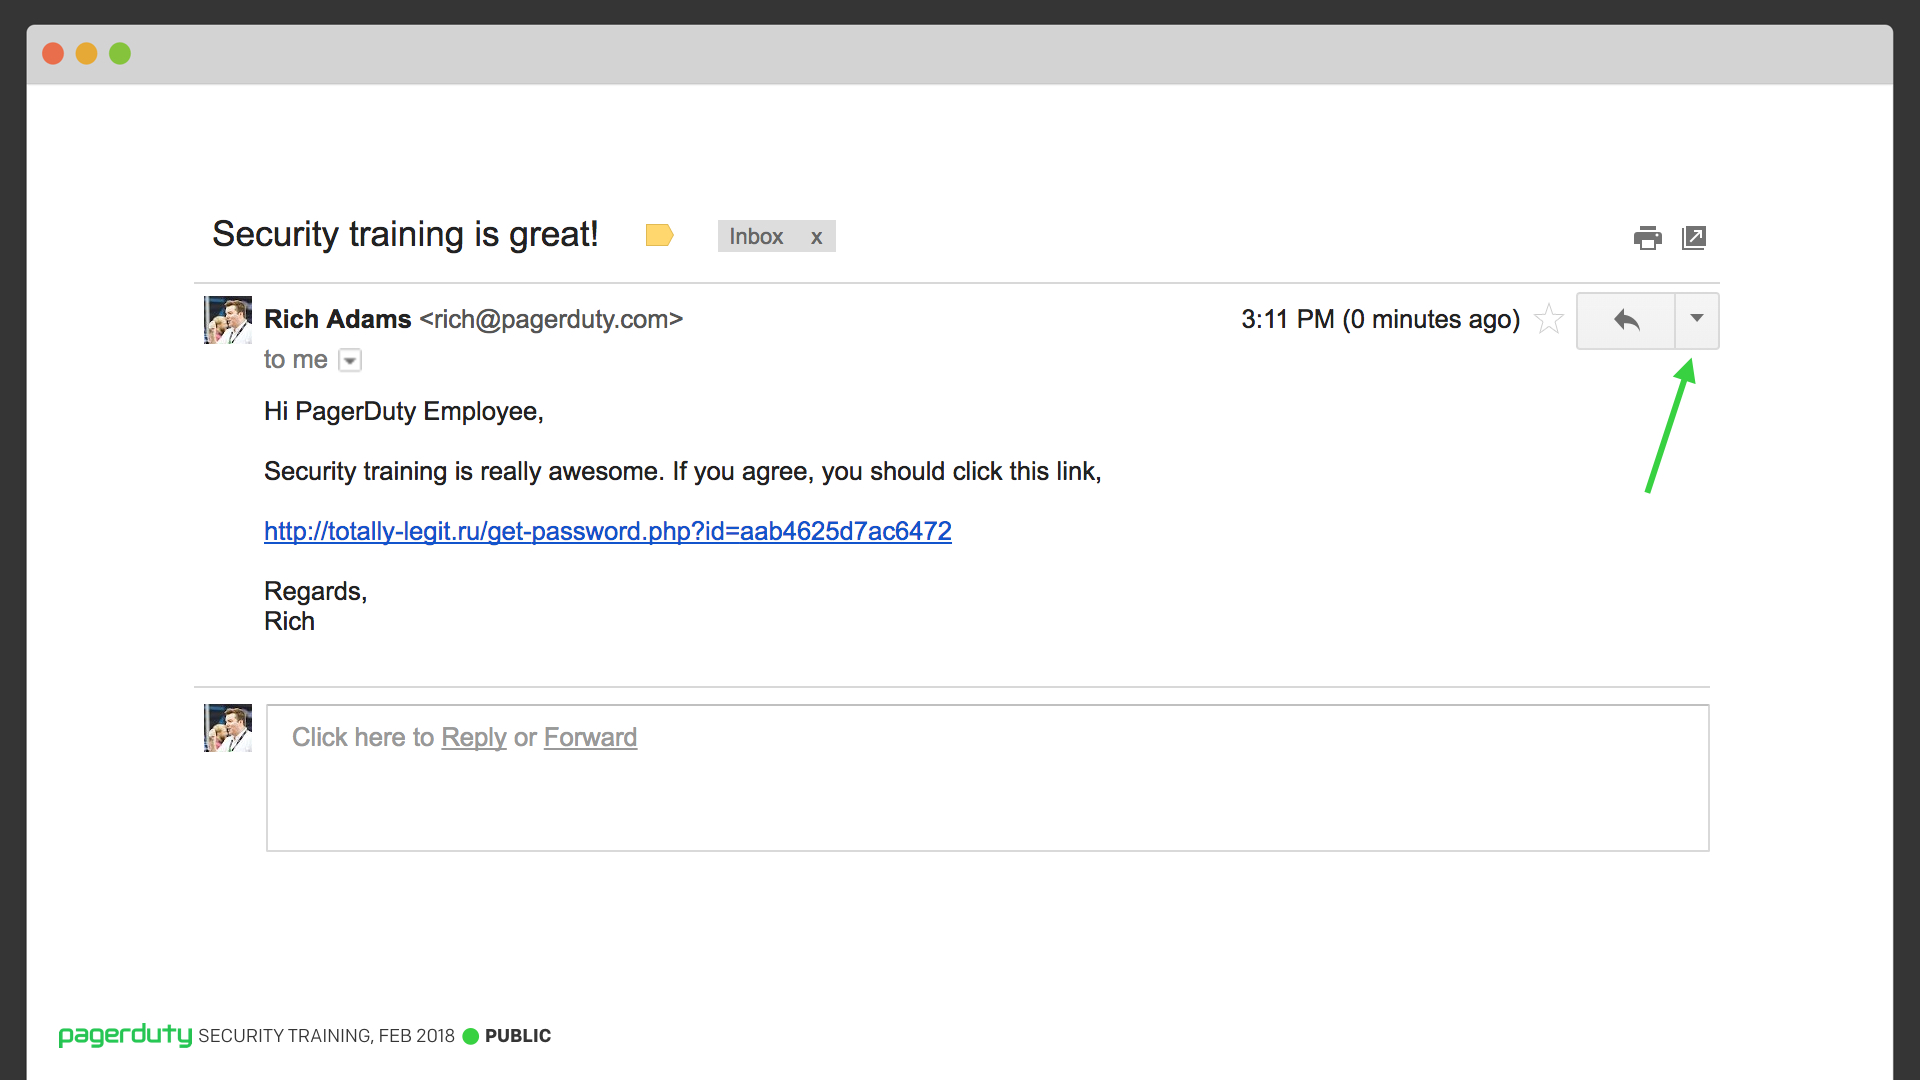 Security training is great! Inbox x
Rich Adams <rich@pagerduty.com> 3:11 PM (0 minutes ago)
to me
Hi PagerDuty Employee,
Security training is really awesome. If you agree, you should click this link,
http://totally-legit.ru/get-password.php?id=aab4625d7ac6472
Regards,
Rich
Click here to Reply or Forward
pagerduty SECURITY TRAINING, FEB 2018 PUBLIC